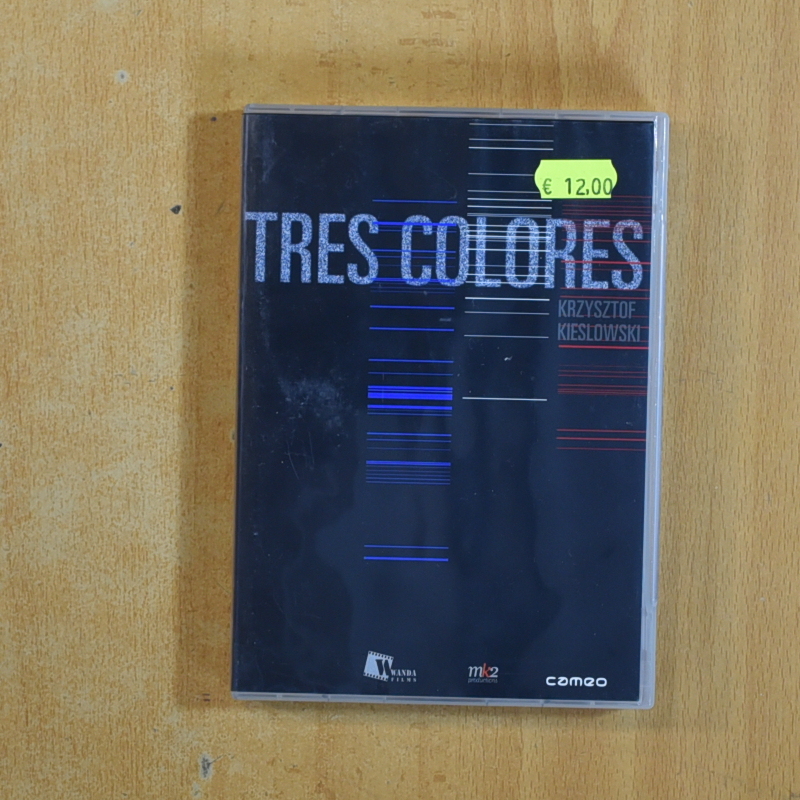 € 12,00
TRES COLORES
KRZYSZTOF
KIESLOWSKI
WANDA
FILMS
mk2
cameo